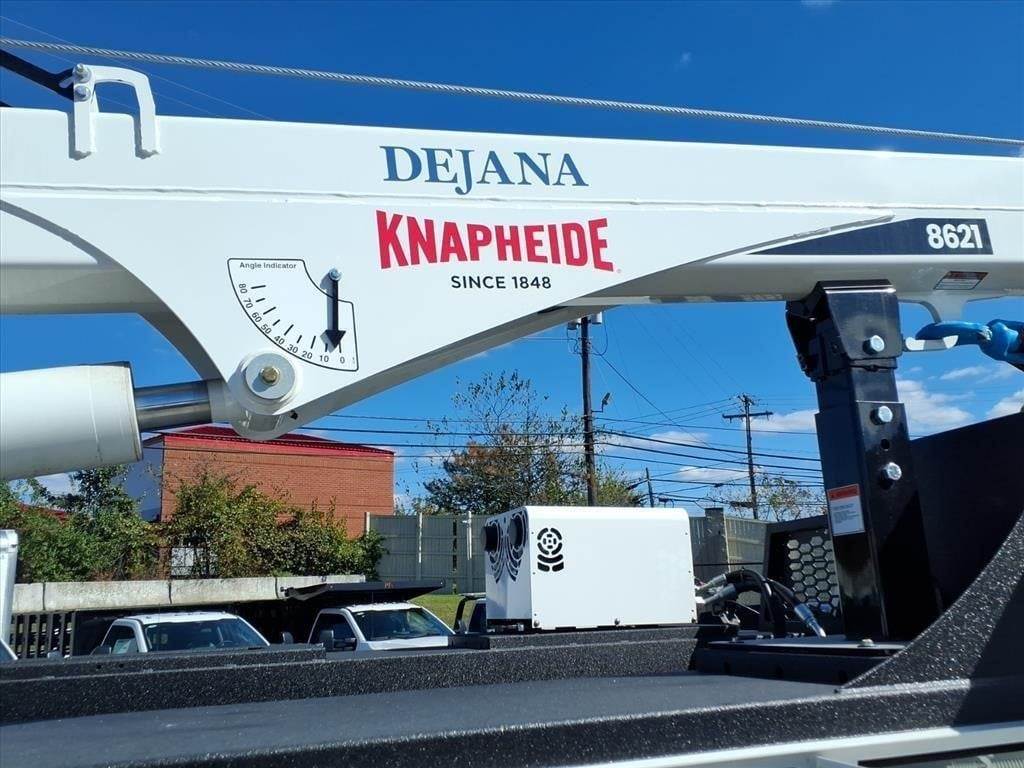 DEJANA
KNAPHEIDE
SINCE 1848
8621
Angle Indicator
80 70 60 50 40 30 20 10 0